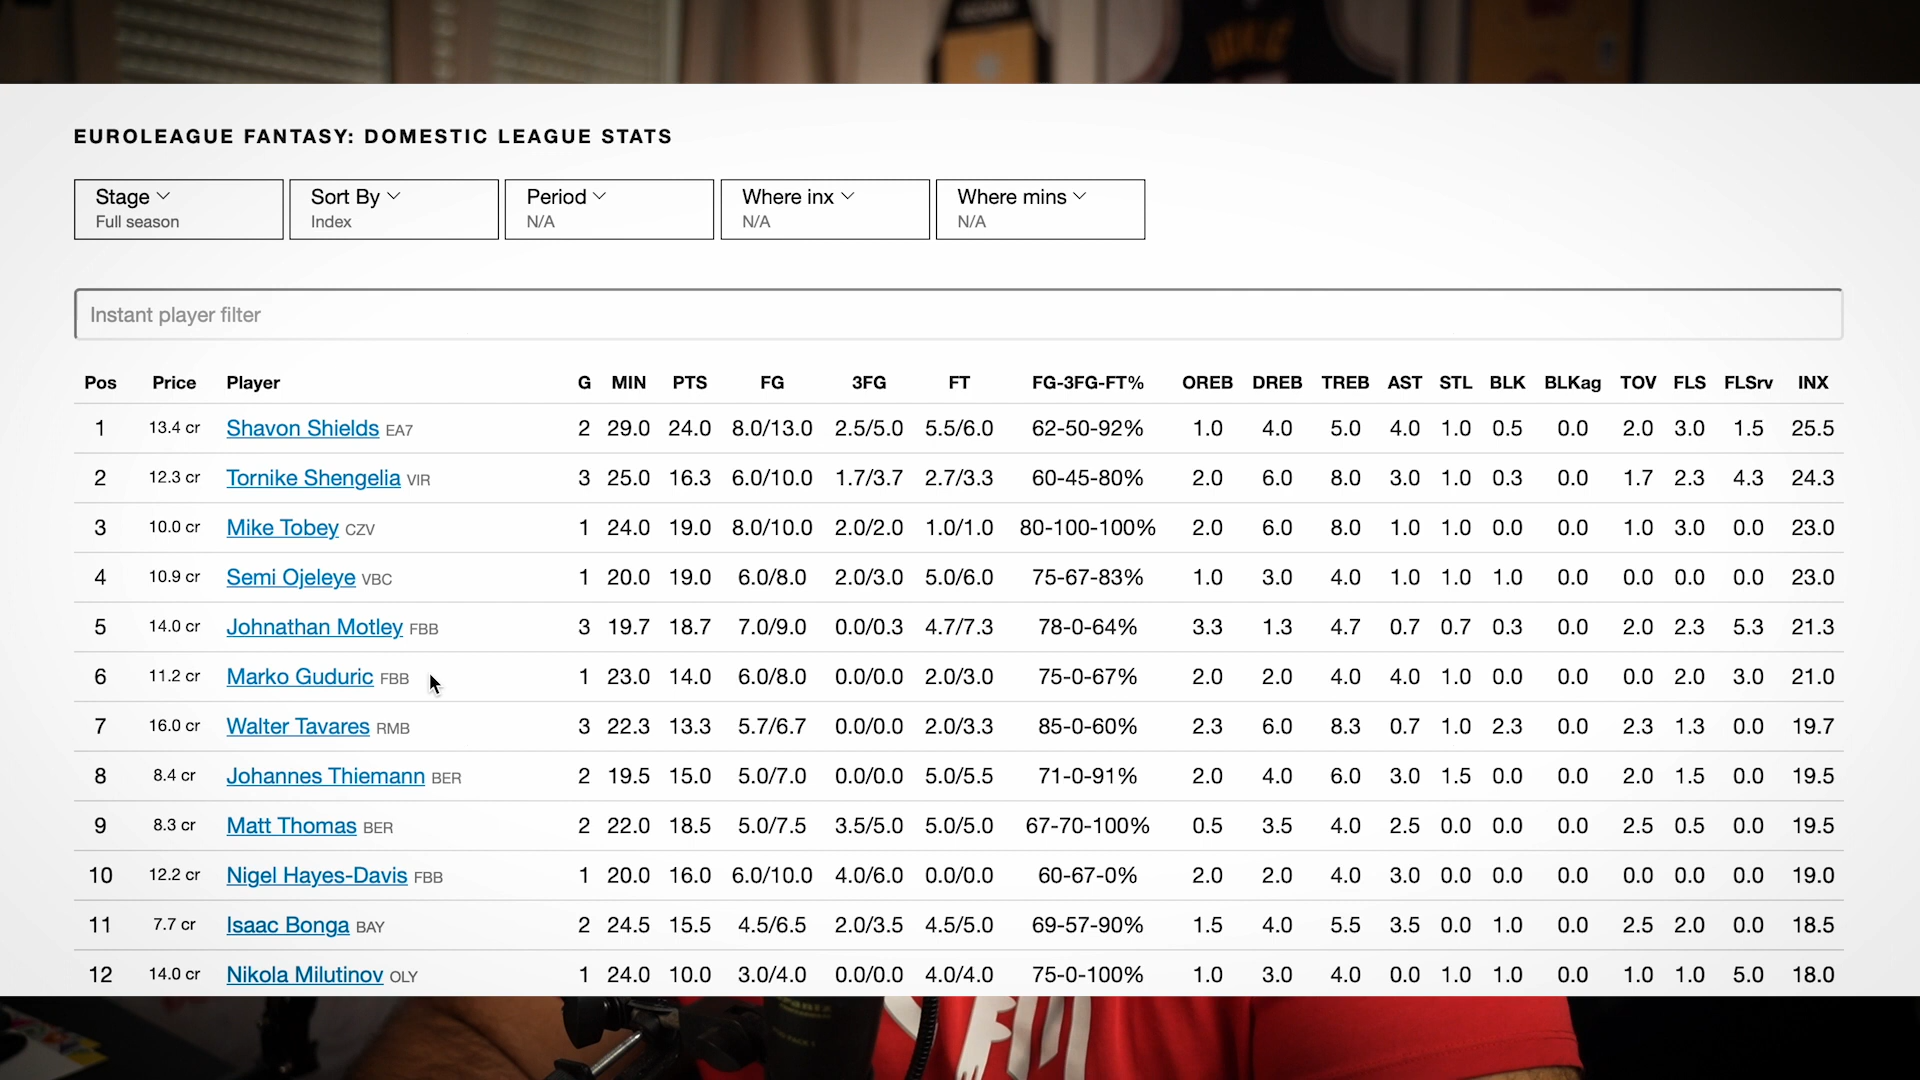 EUROLEAGUE FANTASY: DOMESTIC LEAGUE STATS
Stage Sort By Period Where inx Where mins
Full season Index N/A N/A N/A
Instant player filter
Pos Price Player G MIN PTS FG 3FG FT FG-3FG-FT% OREB DREB TREB AST STL BLK BLKag TOV FLS FLSrv INX
1 13.4 cr Shavon Shields EA7 2 29.0 24.0 8.0/13.0 2.5/5.0 5.5/6.0 62-50-92% 1.0 4.0 5.0 4.0 1.0 0.5 0.0 2.0 3.0 1.5 25.5
2 12.3 cr Tornike Shengelia VIR 3 25.0 16.3 6.0/10.0 1.7/3.7 2.7/3.3 60-45-80% 2.0 6.0 8.0 3.0 1.0 0.3 0.0 1.7 2.3 4.3 24.3
3 10.0 cr Mike Tobey CZV 1 24.0 19.0 8.0/10.0 2.0/2.0 1.0/1.0 80-100-100% 2.0 6.0 8.0 1.0 1.0 0.0 0.0 1.0 3.0 0.0 23.0
4 10.9 cr Semi Ojeleye VBC 1 20.0 19.0 6.0/8.0 2.0/3.0 5.0/6.0 75-67-83% 1.0 3.0 4.0 1.0 1.0 1.0 0.0 0.0 0.0 0.0 23.0
5 14.0 cr Johnathan Motley FBB 3 19.7 18.7 7.0/9.0 0.0/0.3 4.7/7.3 78-0-64% 3.3 1.3 4.7 0.7 0.7 0.3 0.0 2.0 2.3 5.3 21.3
6 11.2 cr Marko Guduric FBB 1 23.0 14.0 6.0/8.0 0.0/0.0 2.0/3.0 75-0-67% 2.0 2.0 4.0 4.0 1.0 0.0 0.0 0.0 2.0 3.0 21.0
7 16.0 cr Walter Tavares RMB 3 22.3 13.3 5.7/6.7 0.0/0.0 2.0/3.3 85-0-60% 2.3 6.0 8.3 0.7 1.0 2.3 0.0 2.3 1.3 0.0 19.7
8 8.4 cr Johannes Thiemann BER 2 19.5 15.0 5.0/7.0 0.0/0.0 5.0/5.5 71-0-91% 2.0 4.0 6.0 3.0 1.5 0.0 0.0 2.0 1.5 0.0 19.5
9 8.3 cr Matt Thomas BER 2 22.0 18.5 5.0/7.5 3.5/5.0 5.0/5.0 67-70-100% 0.5 3.5 4.0 2.5 0.0 0.0 0.0 2.5 0.5 0.0 19.5
10 12.2 cr Nigel Hayes-Davis FBB 1 20.0 16.0 6.0/10.0 4.0/6.0 0.0/0.0 60-67-0% 2.0 2.0 4.0 3.0 0.0 0.0 0.0 0.0 0.0 0.0 19.0
11 7.7 cr Isaac Bonga BAY 2 24.5 15.5 4.5/6.5 2.0/3.5 4.5/5.0 69-57-90% 1.5 4.0 5.5 3.5 0.0 1.0 0.0 2.5 2.0 0.0 18.5
12 14.0 cr Nikola Milutinov OLY 1 24.0 10.0 3.0/4.0 0.0/0.0 4.0/4.0 75-0-100% 1.0 3.0 4.0 0.0 1.0 1.0 0.0 1.0 1.0 5.0 18.0